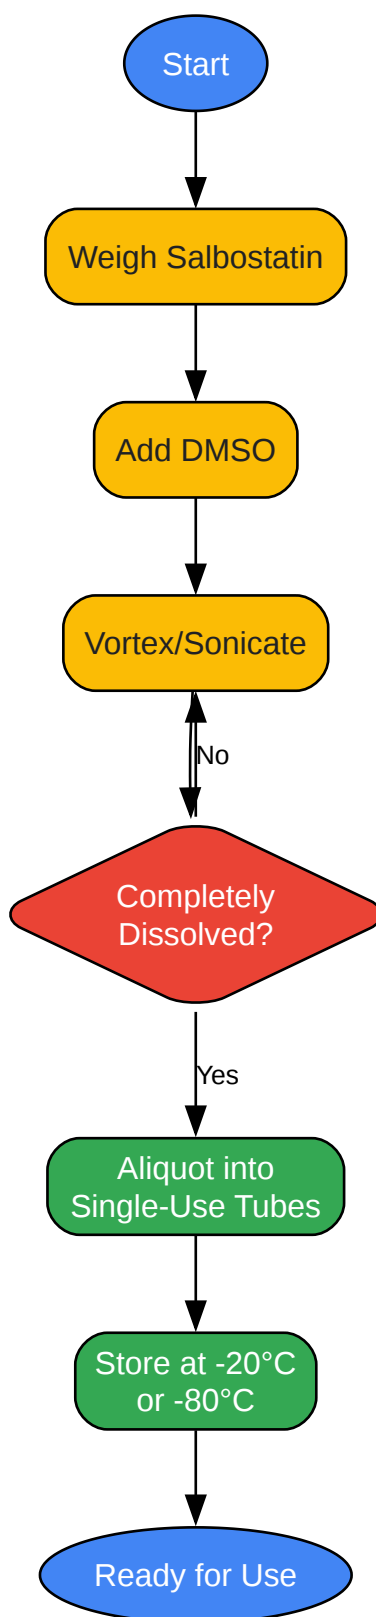 Start
Weigh Salbostatin
Add DMSO
Vortex/Sonicate
No
Completely
Dissolved?
Yes
Aliquot into
Single-Use Tubes
Store at -20°C
or -80°C
Ready for Use